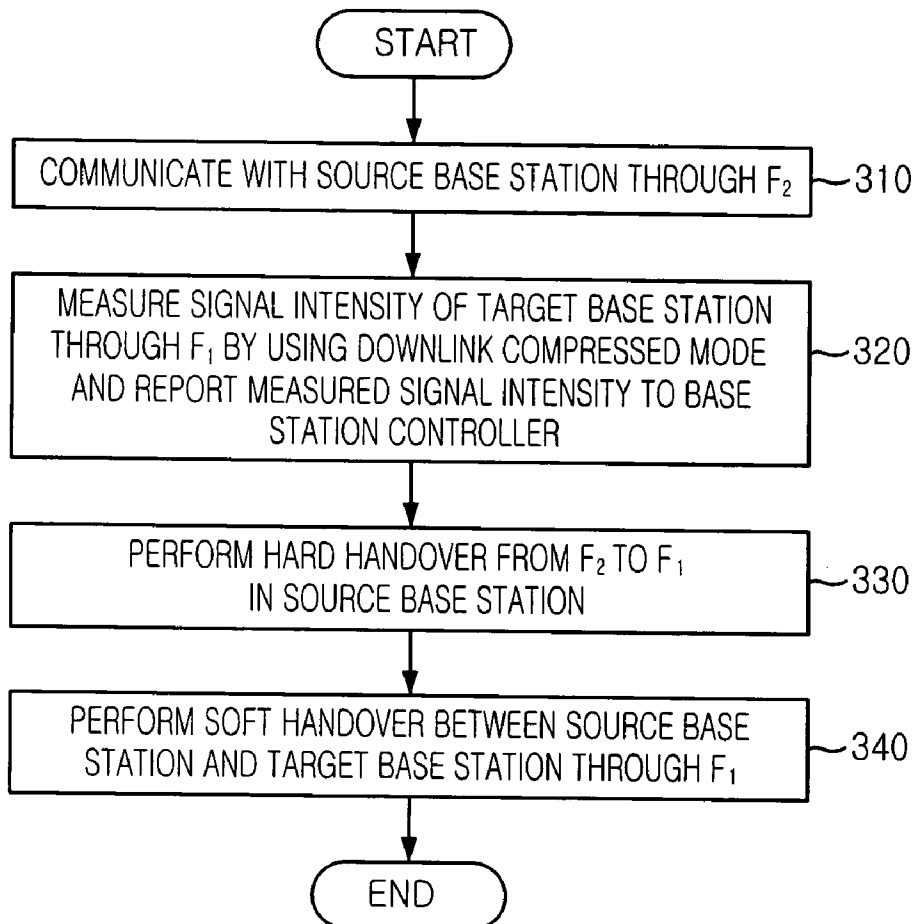 START
COMMUNICATE WITH SOURCE BASE STATION THROUGH F₂
310
MEASURE SIGNAL INTENSITY OF TARGET BASE STATION
THROUGH F₁ BY USING DOWNLINK COMPRESSED MODE
AND REPORT MEASURED SIGNAL INTENSITY TO BASE
STATION CONTROLLER
320
PERFORM HARD HANDOVER FROM F₂ TO F₁
IN SOURCE BASE STATION
330
PERFORM SOFT HANDOVER BETWEEN SOURCE BASE
STATION AND TARGET BASE STATION THROUGH F₁
340
END